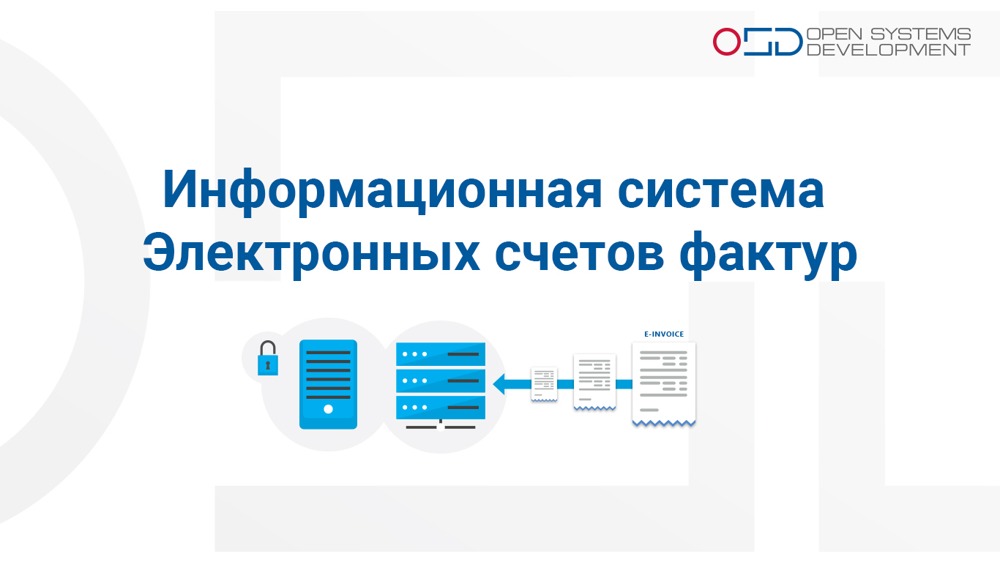 OPEN SYSTEMS
DEVELOPMENT
Информационная система
Электронных счетов фактур
E-INVOICE